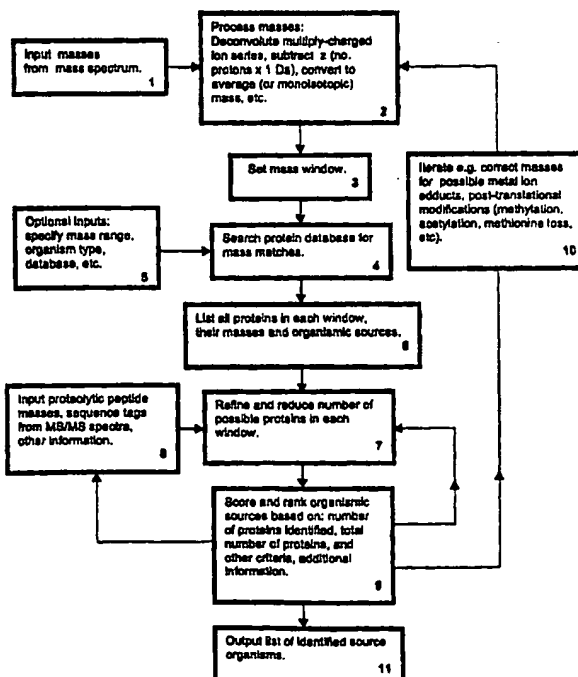 Input masses
from mass spectrum.
1
Process masses:
Deconvolute multiply-charged
ion series, subtract z (no.
protons x 1 Da), convert to
average (or monoisotopic)
mass, etc.
2
Set mass window.
3
Optional inputs:
specify mass range,
organism type,
database, etc.
5
Search protein database for
mass matches.
4
Iterate e.g. correct masses
for possible metal ion
adducts, post-translational
modifications (methylation,
acetylation, methionine loss,
etc).
10
List all proteins in each window,
their masses and organismic sources.
6
Input proteolytic peptide
masses, sequence tags
from MS/MS spectra,
other information.
8
Refine and reduce number of
possible proteins in each
window.
7
Score and rank organismic
sources based on: number
of proteins identified, total
number of proteins, and
other criteria, additional
information.
9
Output list of identified source
organisms.
11